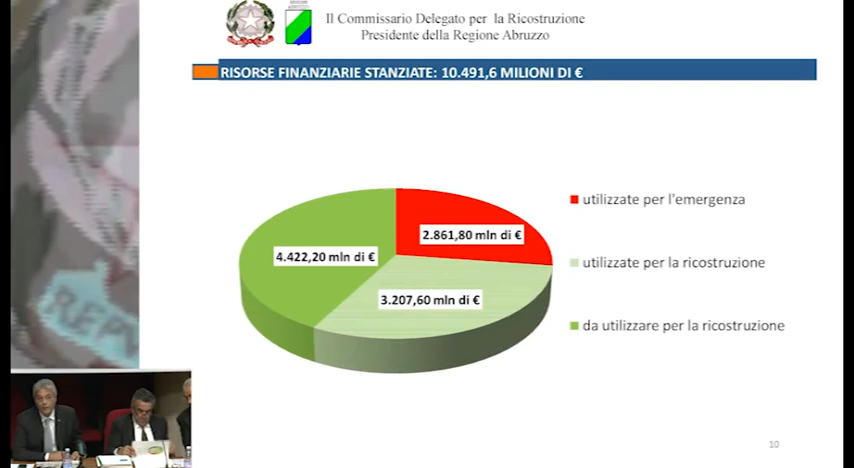 Il Commissario Delegato per la Ricostruzione
Presidente della Regione Abruzzo
RISORSE FINANZIARIE STANZIATE: 10.491,6 MILIONI DI €
2.861,80 mln di €
4.422,20 mln di €
3.207,60 mln di €
utilizzate per l'emergenza
utilizzate per la ricostruzione
da utilizzare per la ricostruzione
REPV
10